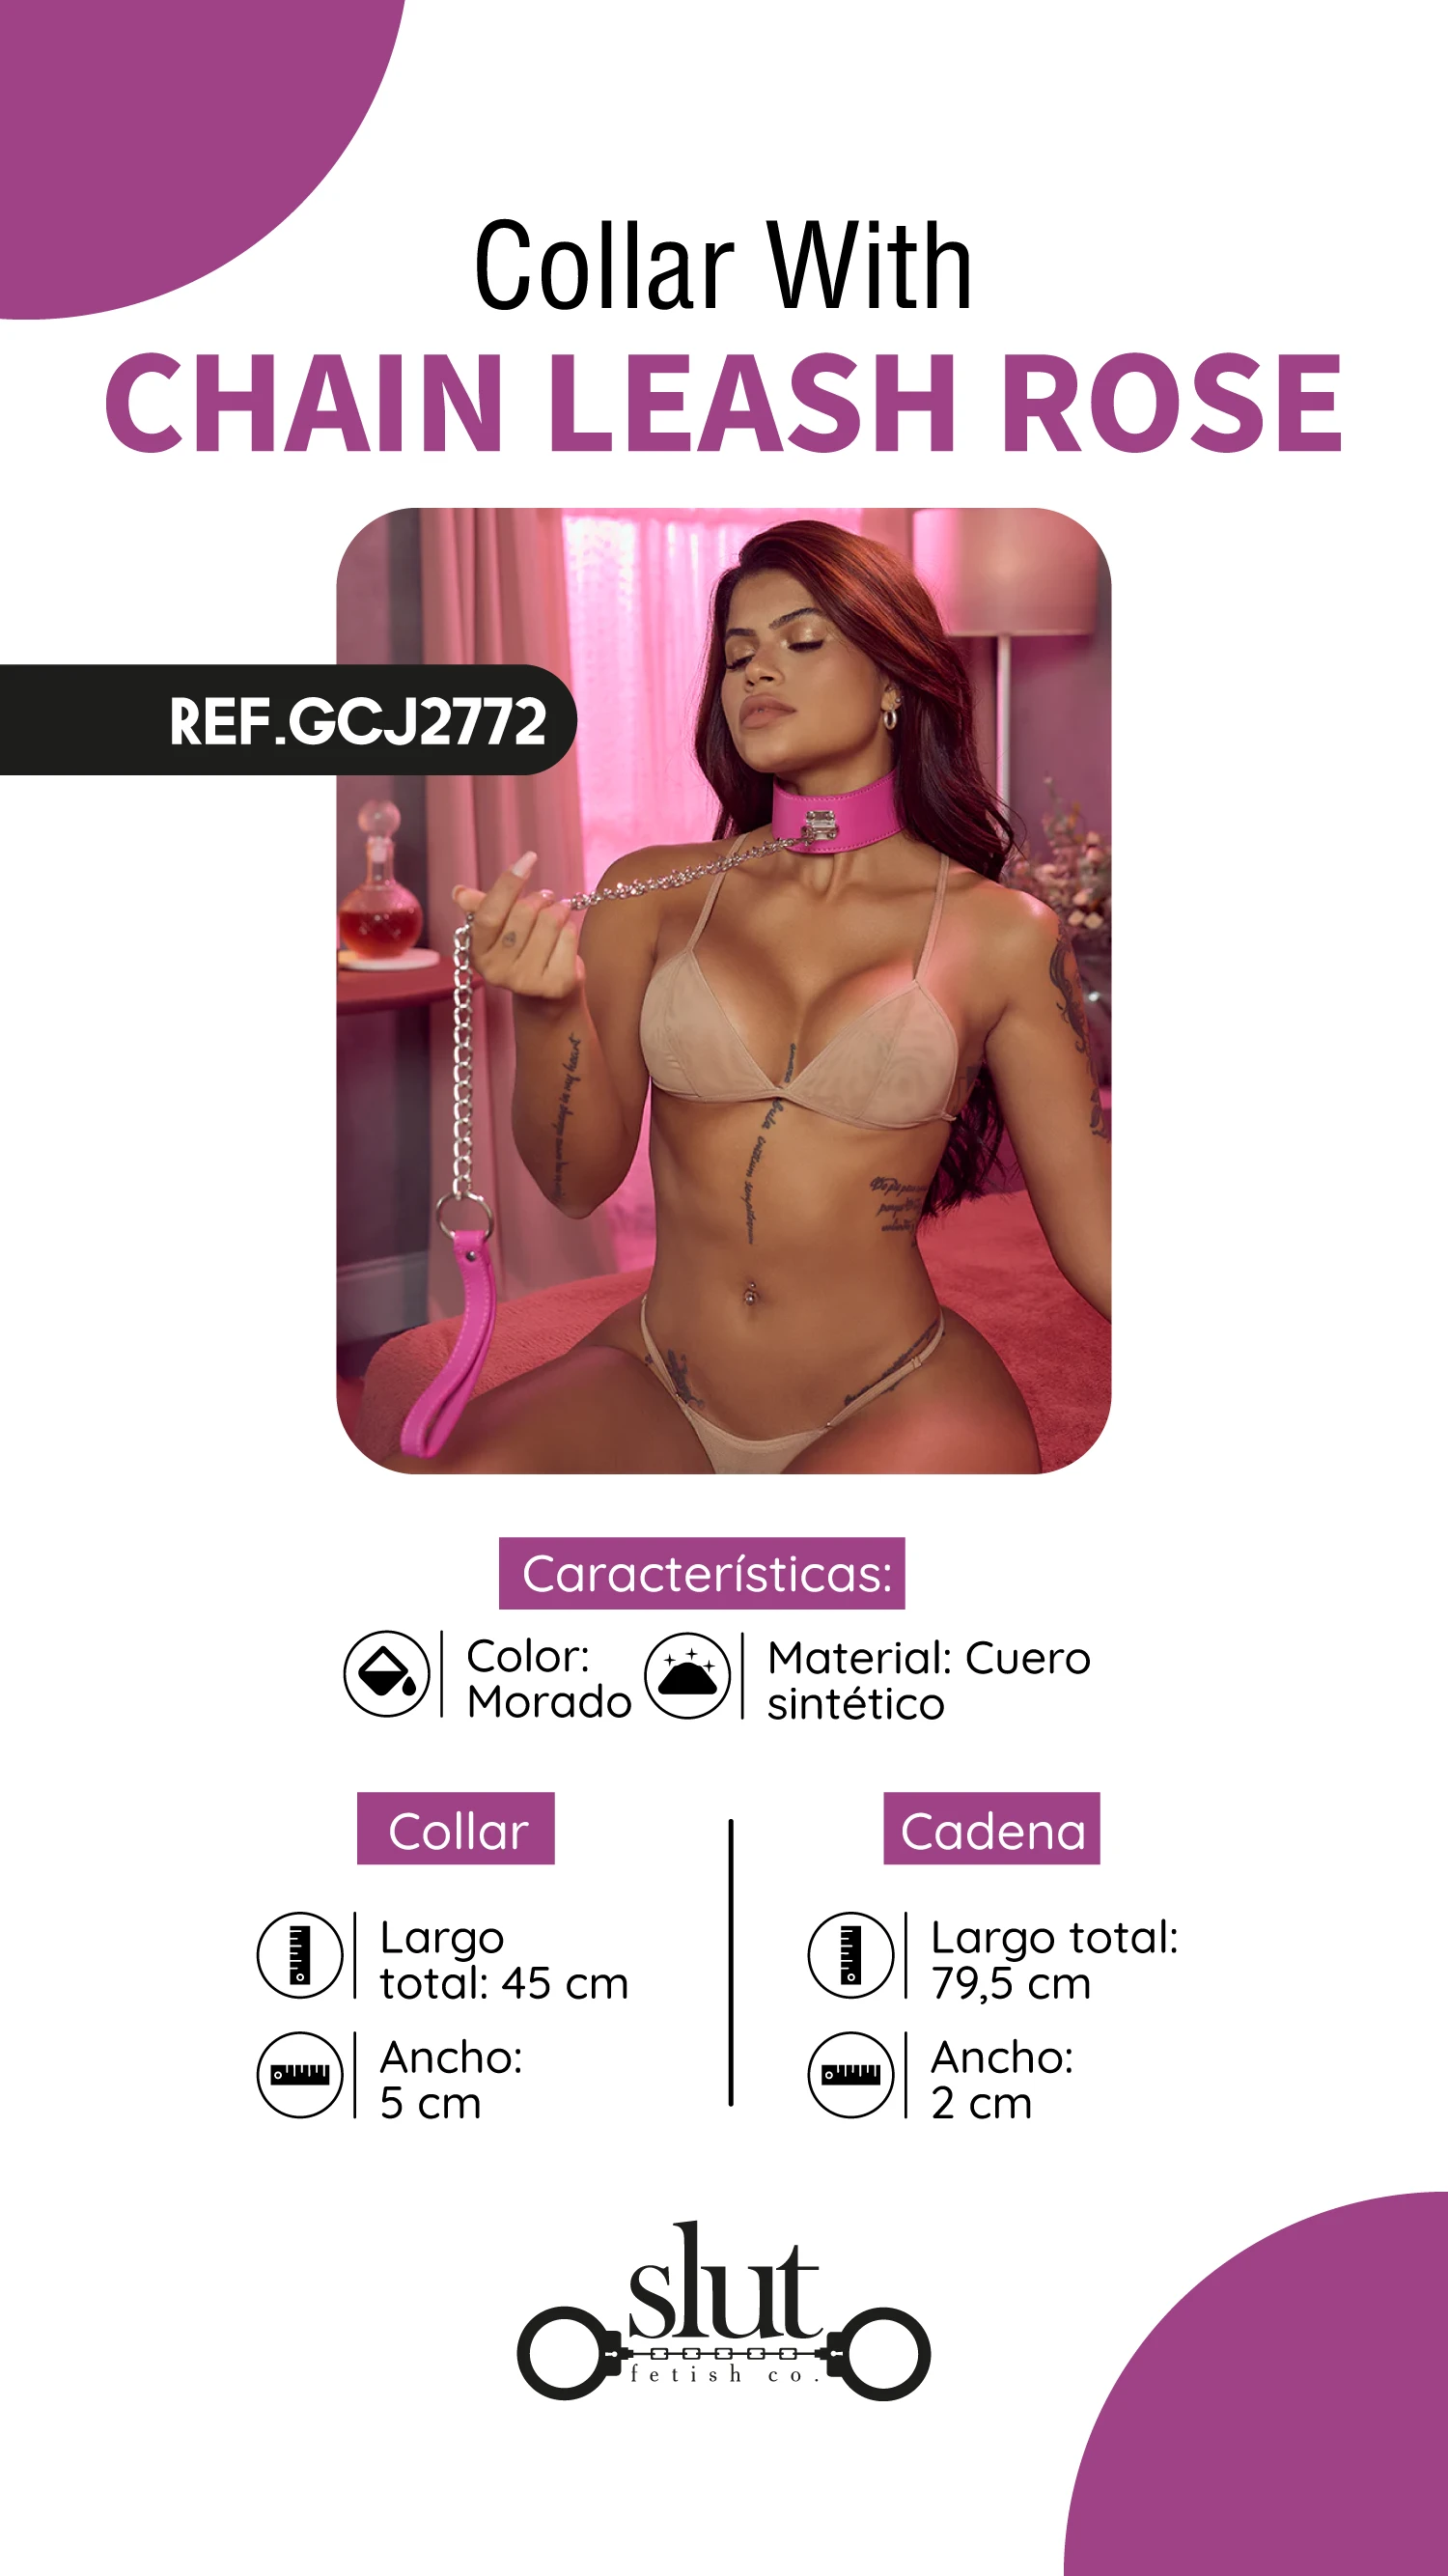 Collar With
CHAIN LEASH ROSE
REF.GCJ2772
Características:
Color:
Morado
Material: Cuero
sintético
Collar
Largo
total: 45 cm
Ancho:
5 cm
Cadena
Largo total:
79,5 cm
Ancho:
2 cm
slut
fetish co.